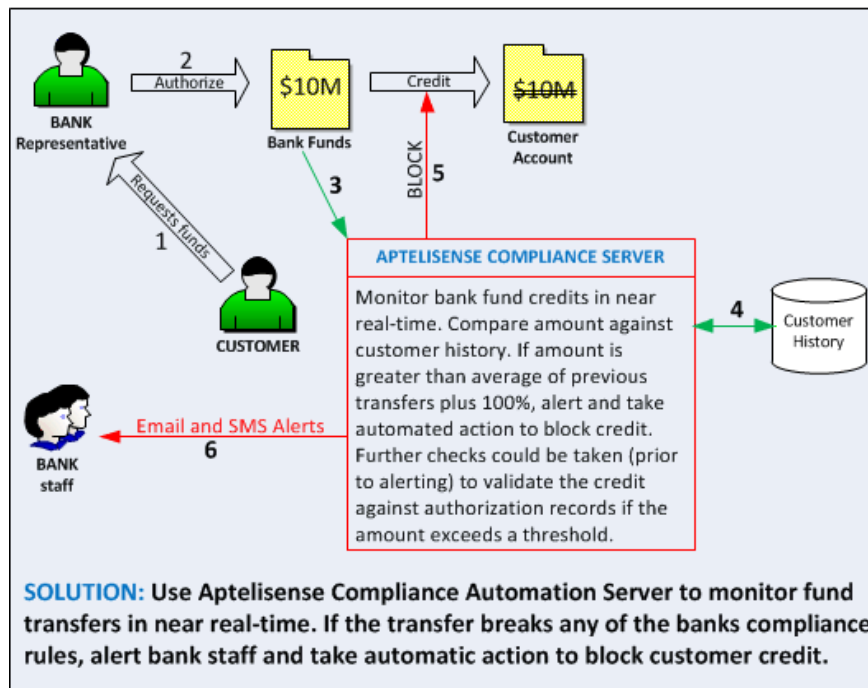 2
Authorize
$10M
Credit
$10M
BANK
Representative
Bank Funds
Customer
Account
BLOCK
5
3
Requests funds
1
CUSTOMER
APTELISENSE COMPLIANCE SERVER
Monitor bank fund credits in near
real-time. Compare amount against
customer history. If amount is
greater than average of previous
transfers plus 100%, alert and take
automated action to block credit.
Further checks could be taken (prior
to alerting) to validate the credit
against authorization records if the
amount exceeds a threshold.
4
Customer
History
Email and SMS Alerts
6
BANK
staff
SOLUTION: Use Aptelisense Compliance Automation Server to monitor fund
transfers in near real-time. If the transfer breaks any of the banks compliance
rules, alert bank staff and take automatic action to block customer credit.